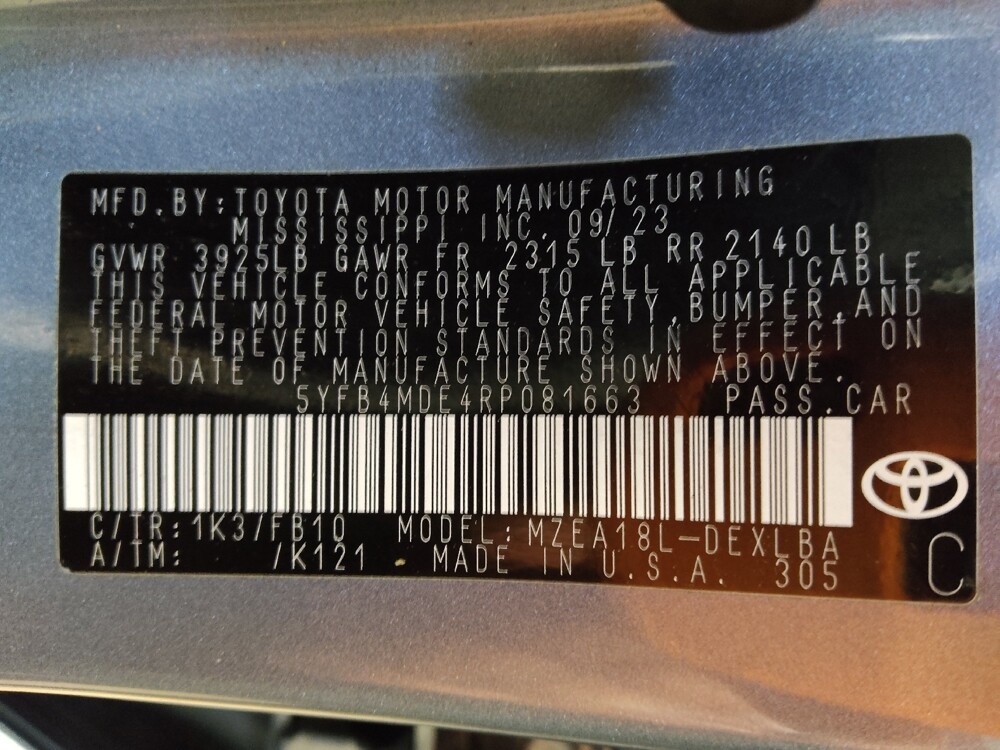 MFD.BY:TOYOTA MOTOR MANUFACTURING
MISSISSIPPI INC. 09/23
GVWR 3925LB GAWR FR 2315 LB RR 2140 LB
THIS VEHICLE CONFORMS TO ALL APPLICABLE
FEDERAL MOTOR VEHICLE SAFETY,BUMPER,AND
THEFT PREVENTION STANDARDS IN EFFECT ON
THE DATE OF MANUFACTURE SHOWN ABOVE.
5YFB4MDE4RP081663 PASS.CAR
C/TR:1K3/FB10 MODEL:MZEA18L-DEXLBA
A/TM: /K121 MADE IN U.S.A. 305
C